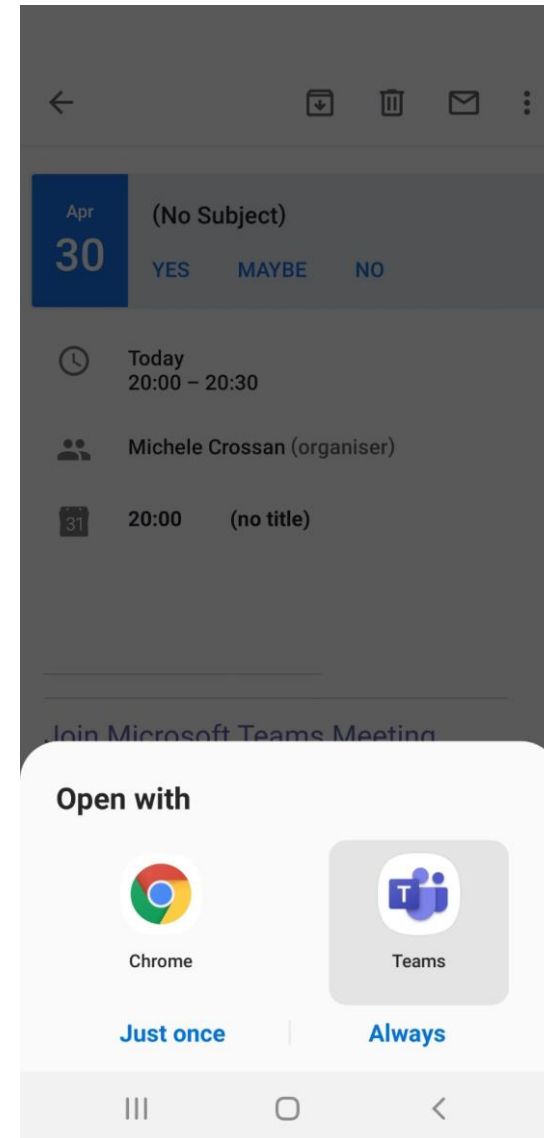 Apr
30
(No Subject)
YES MAYBE NO
Today
20:00 – 20:30
Michele Crossan (organiser)
31
20:00 (no title)
Join Microsoft Teams Meeting
Open with
T
Chrome Teams
Just once Always